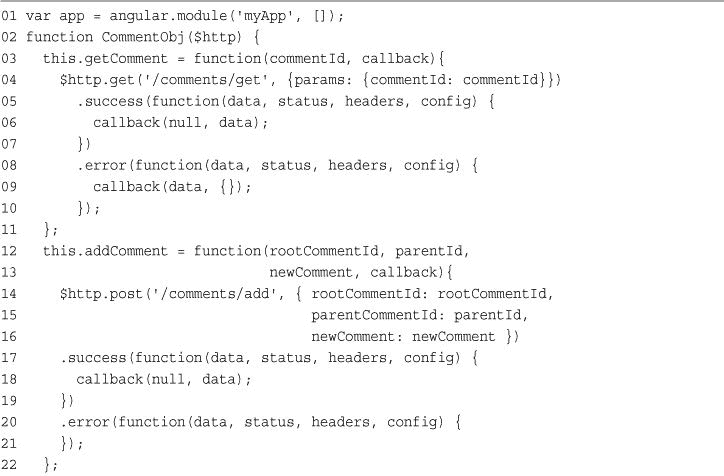 01 var app = angular.module('myApp', []);
02 function CommentObj($http) {
03   this.getComment = function(commentId, callback){
04     $http.get('/comments/get', {params: {commentId: commentId}})
05       .success(function(data, status, headers, config) {
06         callback(null, data);
07       })
08       .error(function(data, status, headers, config) {
09         callback(data, {});
10       });
11   };
12   this.addComment = function(rootCommentId, parentId,
13                              newComment, callback){
14     $http.post('/comments/add', { rootCommentId: rootCommentId,
15                                   parentCommentId: parentId,
16                                   newComment: newComment })
17     .success(function(data, status, headers, config) {
18       callback(null, data);
19     })
20     .error(function(data, status, headers, config) {
21     });
22   };